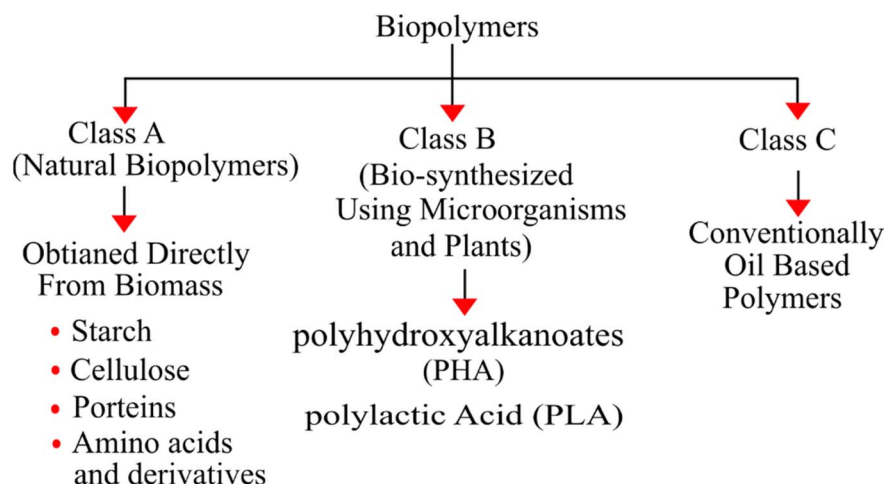 Biopolymers
Class A
(Natural Biopolymers)
Obtianed Directly
From Biomass
• Starch
• Cellulose
• Porteins
• Amino acids
and derivatives
Class B
(Bio-synthesized
Using Microorganisms
and Plants)
polyhydroxyalkanoates
(PHA)
polylactic Acid (PLA)
Class C
Conventionally
Oil Based
Polymers